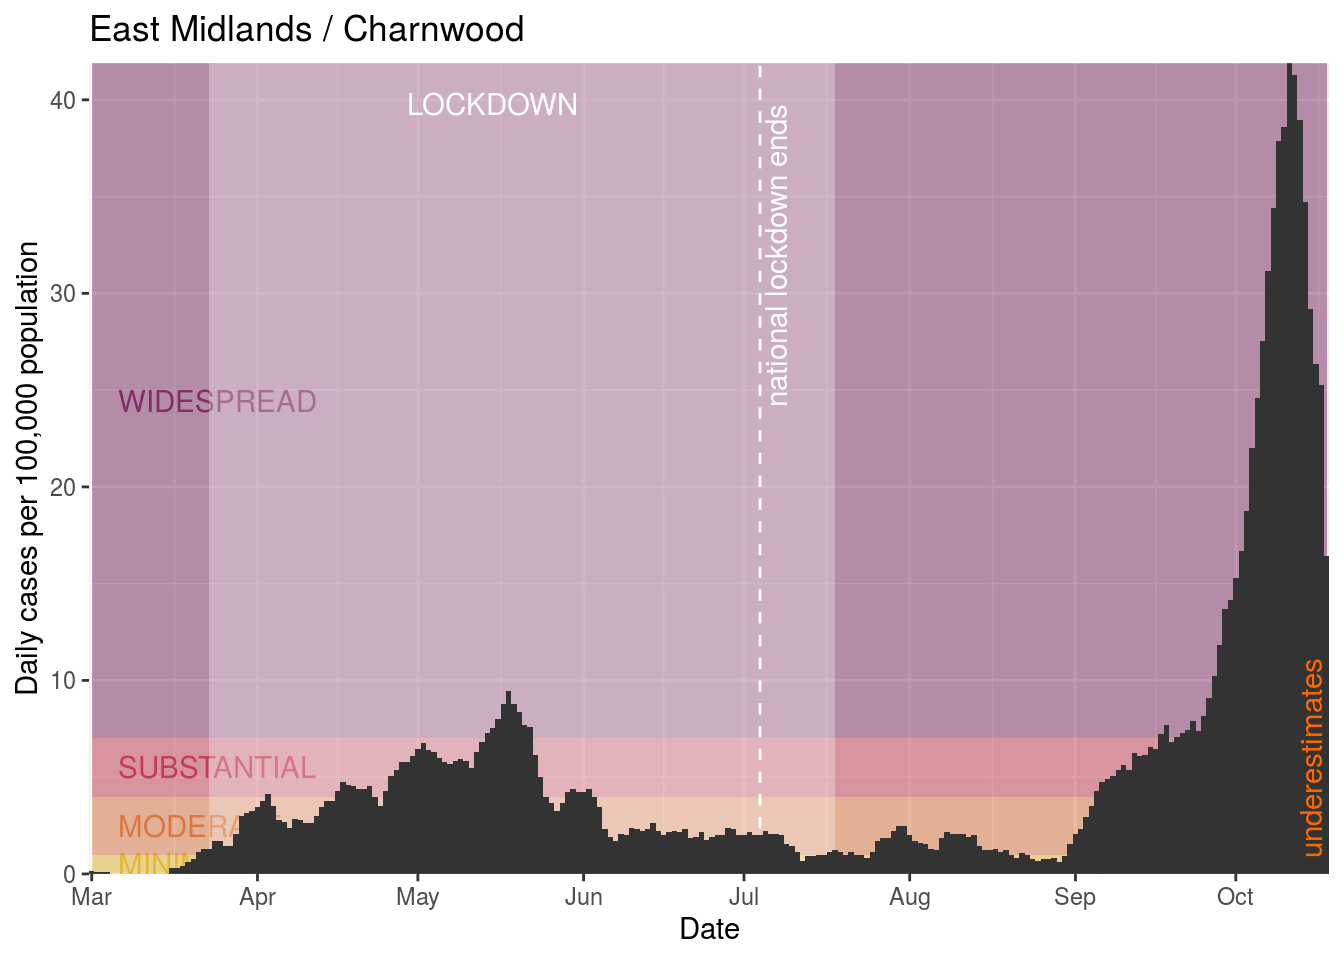 East Midlands / Charnwood
Daily cases per 100,000 population
40
30
20
10
0
LOCKDOWN
national lockdown ends
WIDESPREAD
SUBSTANTIAL
underestimates
Mar
Apr
May
Jun
Jul
Aug
Sep
Oct
Date